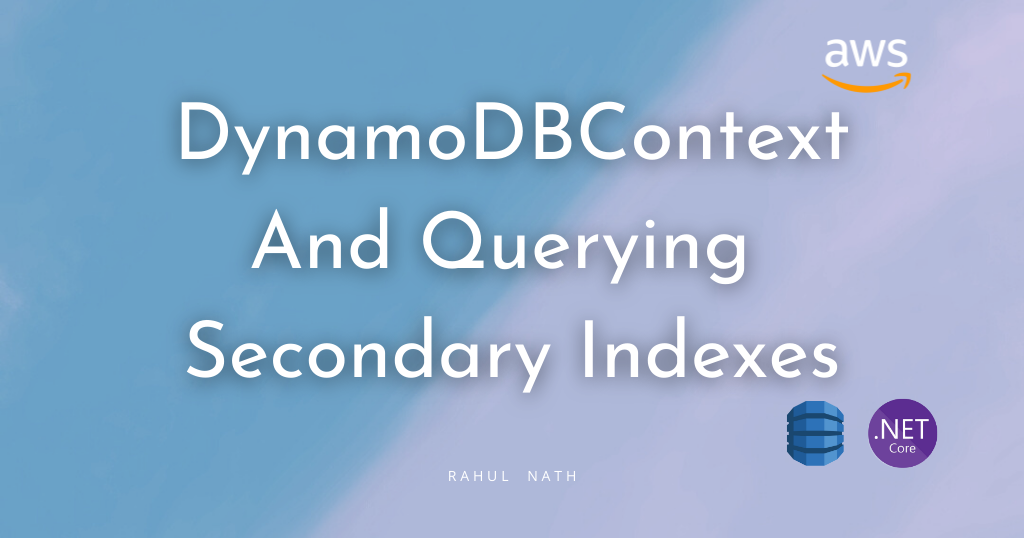 aws
DynamoDBContext
And Querying
Secondary Indexes
.NET
Core
RAHUL NATH